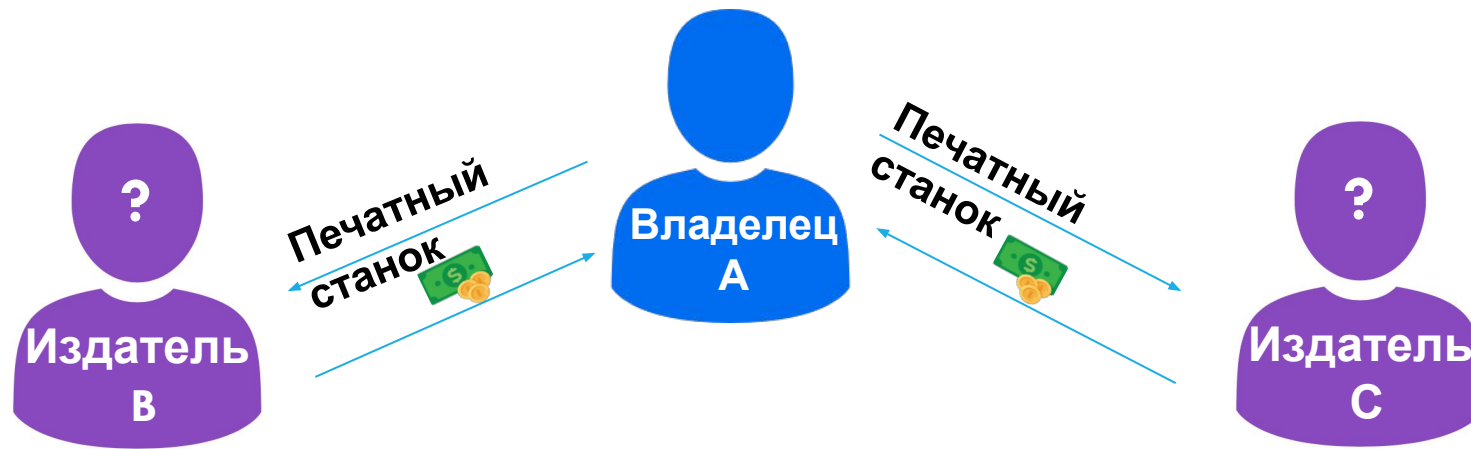 ?
Издатель
B
Печатный
станок
Владелец
А
Печатный
станок
?
Издатель
С